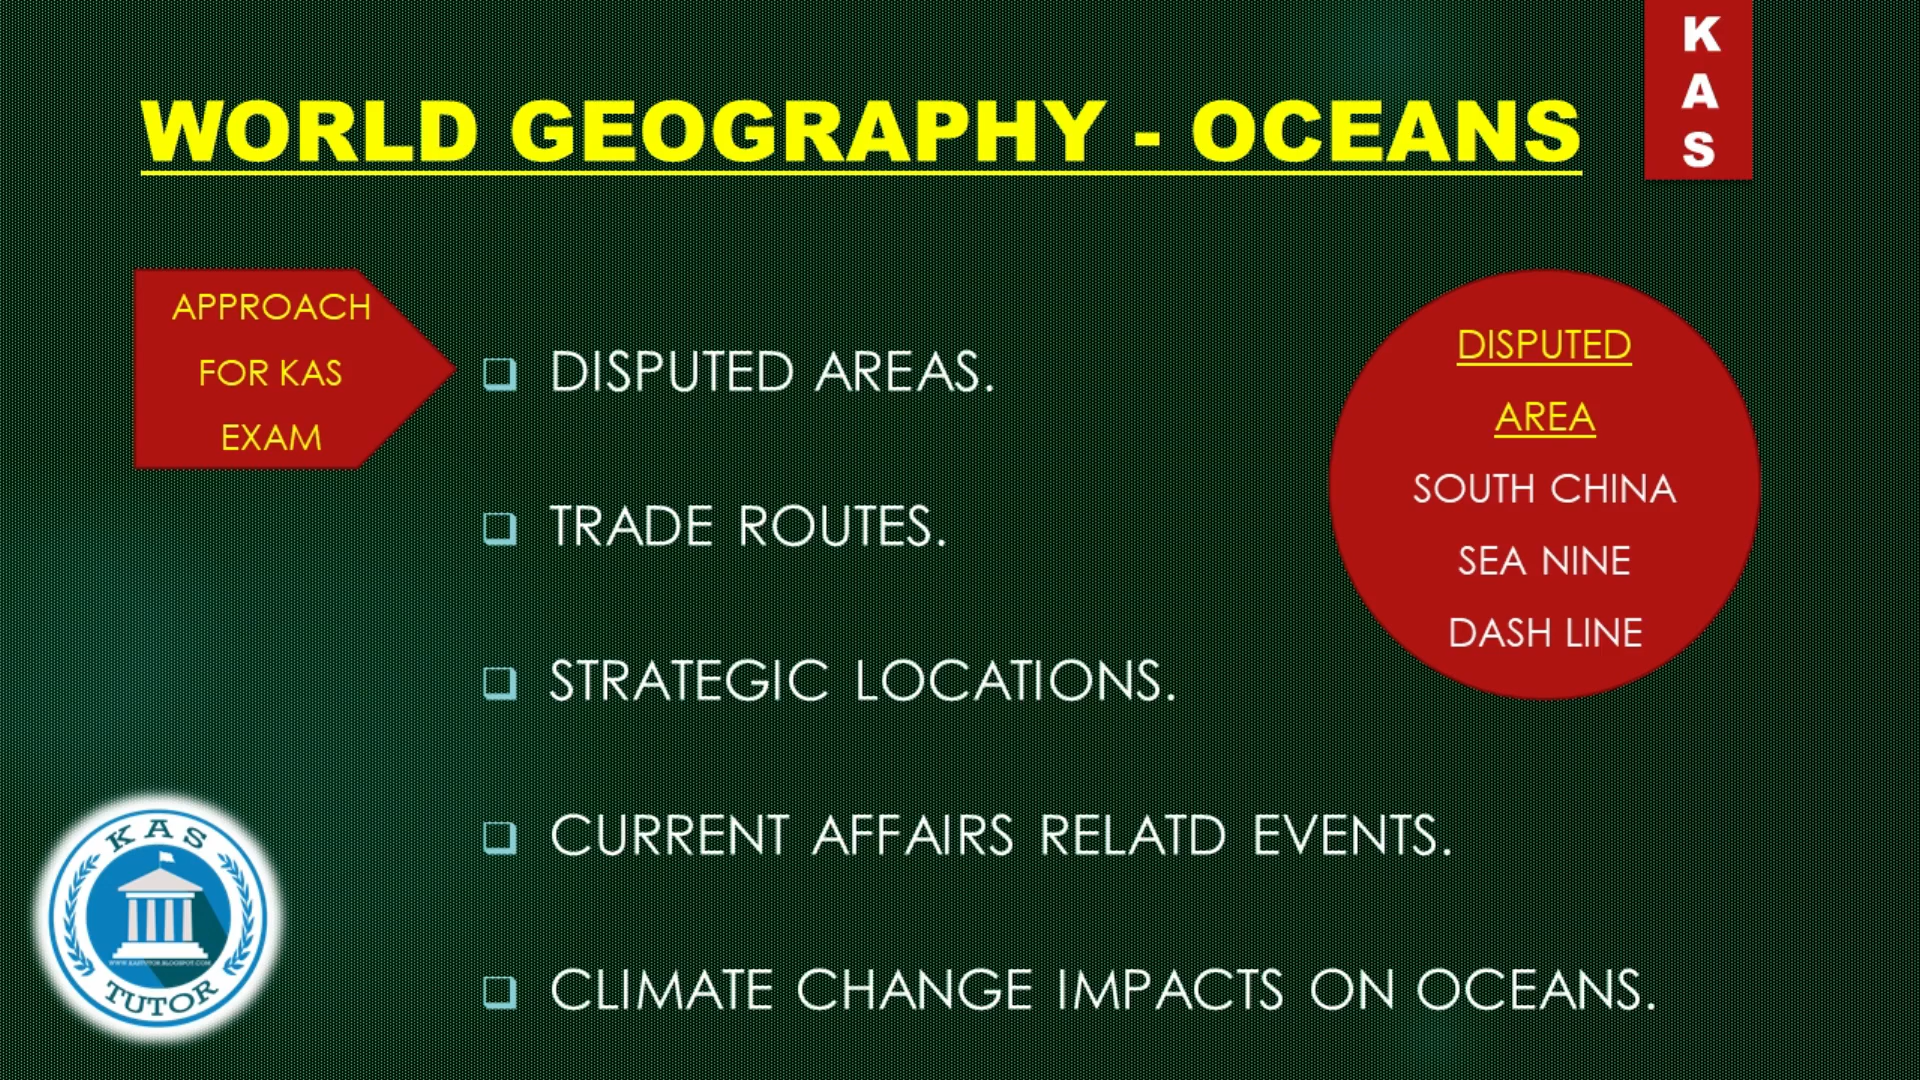 K
A
S
WORLD GEOGRAPHY - OCEANS
APPROACH
FOR KAS
EXAM
DISPUTED AREAS.
TRADE ROUTES.
STRATEGIC LOCATIONS.
CURRENT AFFAIRS RELATD EVENTS.
CLIMATE CHANGE IMPACTS ON OCEANS.
DISPUTED
AREA
SOUTH CHINA
SEA NINE
DASH LINE
KAS
TUTOR